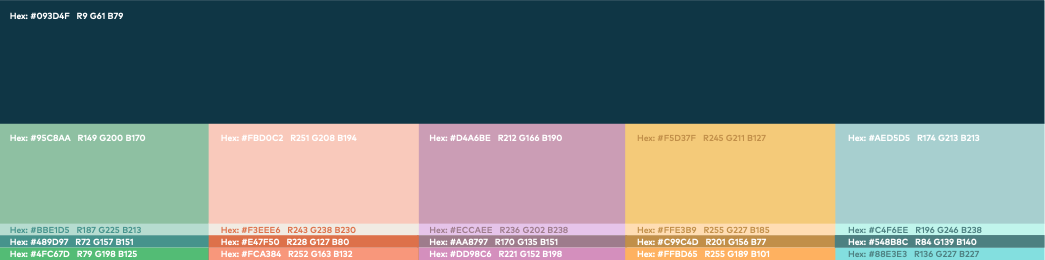 Hex: #093D4F R9 G61 B79
Hex: #95C8AA R149 G200 B170
Hex: #FBD0C2 R251 G208 B194
Hex: #D4A6BE R212 G166 B190
Hex: #F5D37F R245 G211 B127
Hex: #AED5D5 R174 G213 B213
Hex: #BBE1D5 R187 G225 B213
Hex: #F3EEE6 R243 G238 B230
Hex: #ECCAEE R236 G202 B238
Hex: #FFE3B9 R255 G227 B185
Hex: #C4F6EE R196 G246 B238
Hex: #489D97 R72 G157 B151
Hex: #E47F50 R228 G127 B80
Hex: #AA8797 R170 G135 B151
Hex: #C99C4D R201 G156 B77
Hex: #548B8C R84 G139 B140
Hex: #4FC67D R79 G198 B125
Hex: #FCA384 R252 G163 B132
Hex: #DD98C6 R221 G152 B198
Hex: #FFBD65 R255 G189 B101
Hex: #88E3E3 R136 G227 B227